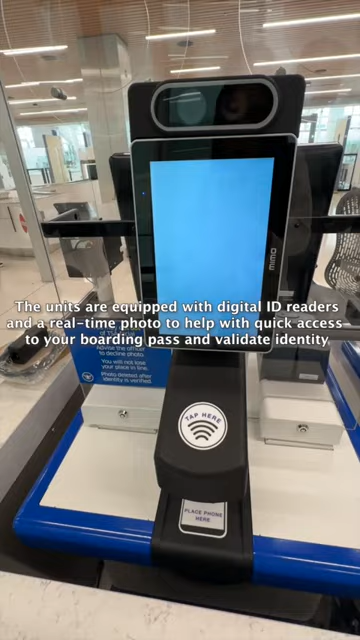 mimo
The units are equipped with digital ID readers
and a real-time photo to help with quick access
to your boarding pass and validate identity
Advise the officer
to decline photo.
You will not lose
your place in line.
Photo deleted after
identity is verified.
TAP HERE
PLACE PHONE
HERE